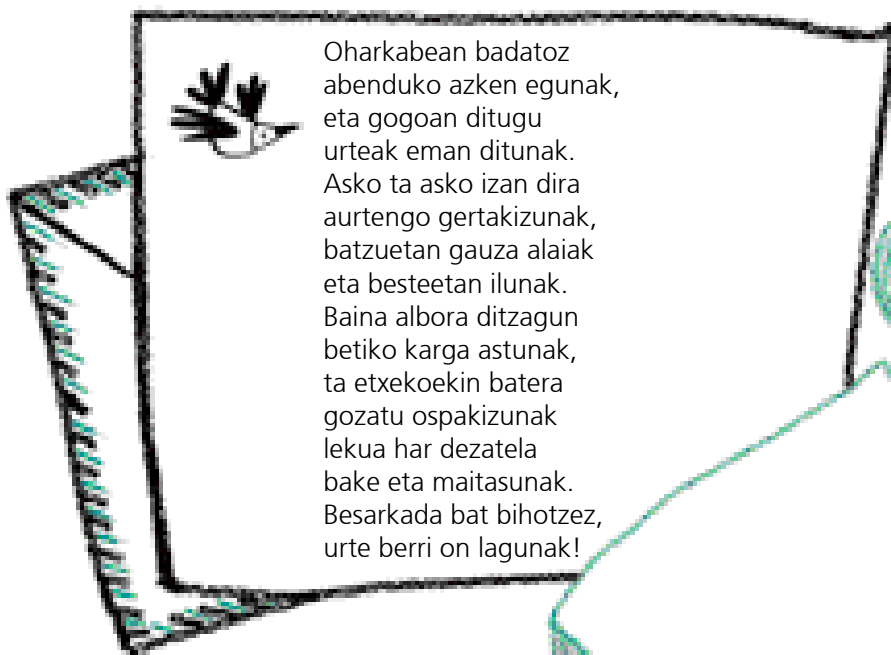 Oharkabean badatoz
abenduko azken egunak,
eta gogoan ditugu
urteak eman ditunak.
Asko ta asko izan dira
aurtengo gertakizunak,
batzuetan gauza alaiak
eta besteetan ilunak.
Baina albora ditzagun
betiko karga astunak,
ta etxekoekin batera
gozatu ospakizunak
lekua har dezatela
bake eta maitasunak.
Besarkada bat bihotzez,
urte berri on lagunak!